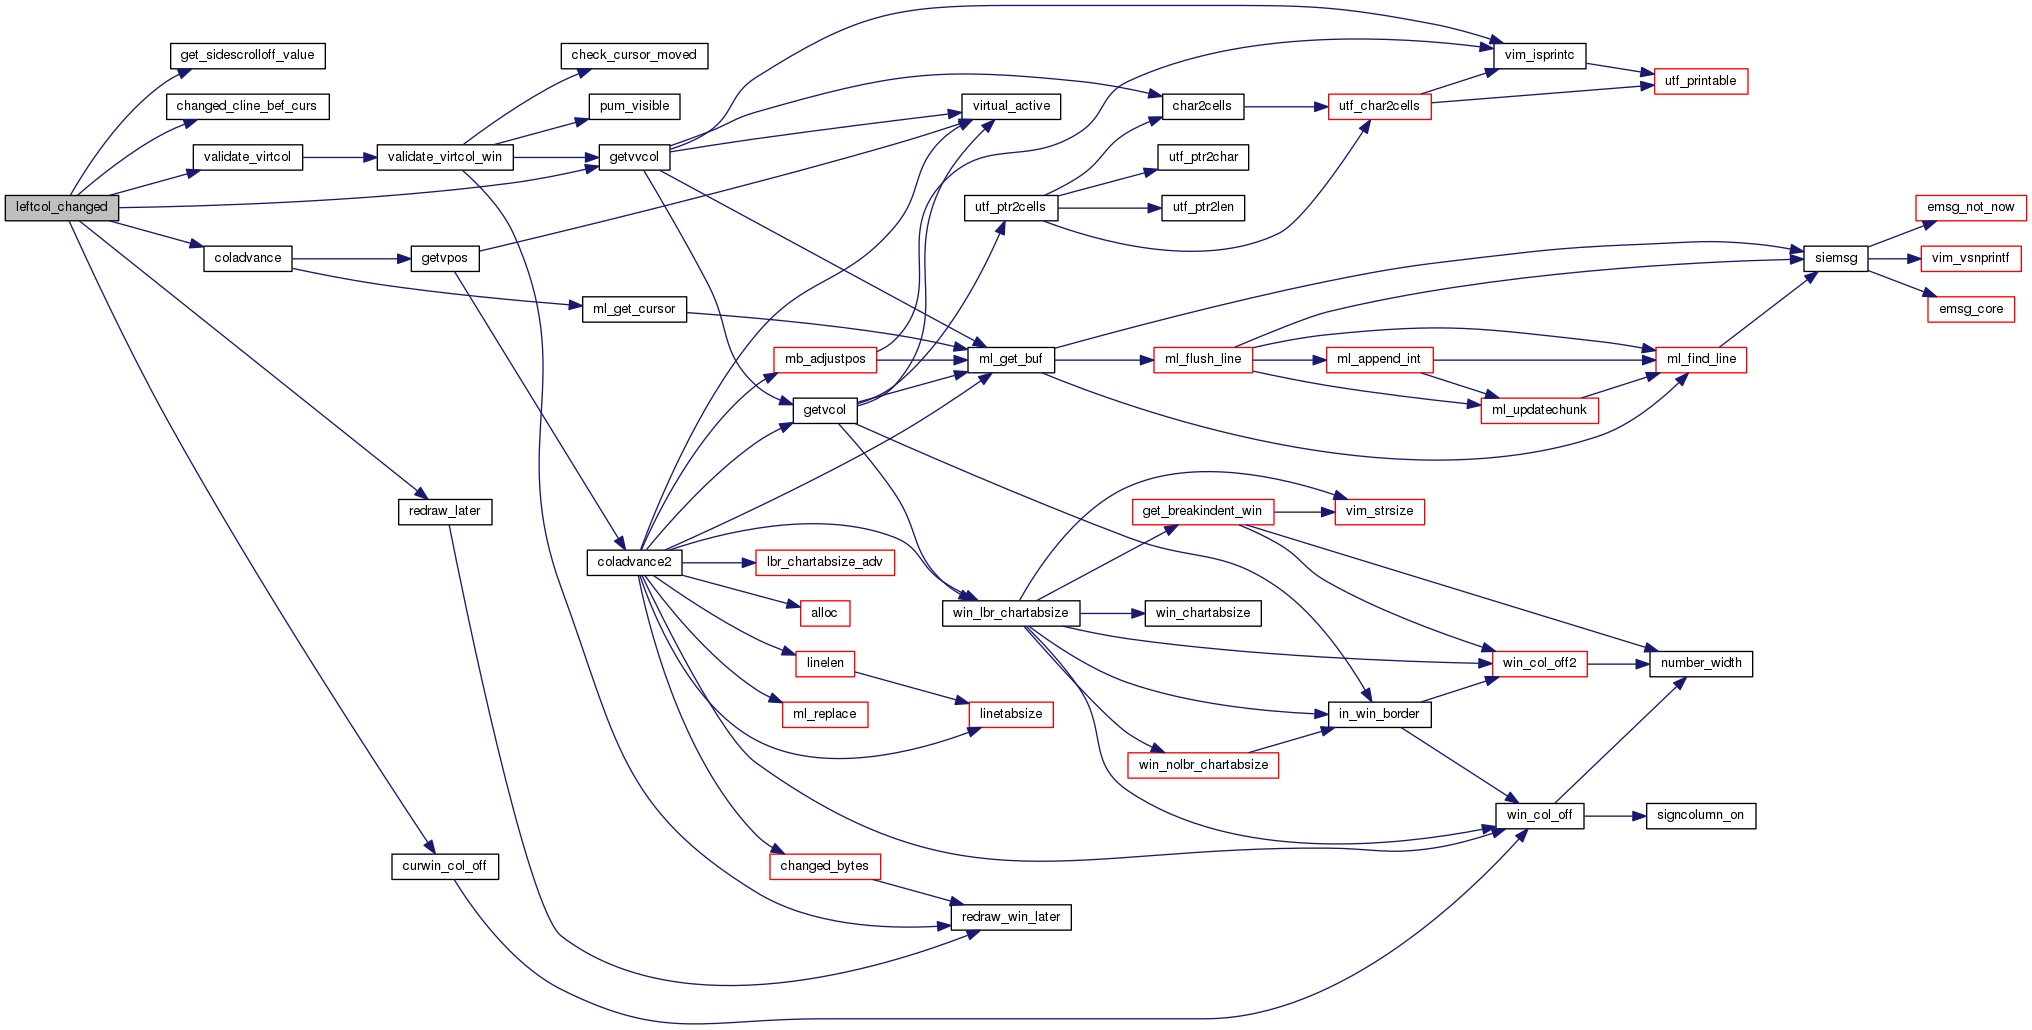 get_sidescrolloff_value
check_cursor_moved
vim_isprintc
utf_printable
changed_cline_bef_curs
pum_visible
virtual_active
char2cells
utf_char2cells
validate_virtcol
validate_virtcol_win
getvvcol
utf_ptr2char
leftcol_changed
utf_ptr2cells
utf_ptr2len
emsg_not_now
coladvance
getvpos
siemsg
vim_vsnprintf
ml_get_cursor
emsg_core
mb_adjustpos
ml_get_buf
ml_flush_line
ml_append_int
ml_find_line
getvcol
ml_updatechunk
redraw_later
get_breakindent_win
vim_strsize
coladvance2
lbr_chartabsize_adv
alloc
win_lbr_chartabsize
win_chartabsize
linelen
win_col_off2
number_width
ml_replace
linetabsize
in_win_border
win_nolbr_chartabsize
win_col_off
signcolumn_on
curwin_col_off
changed_bytes
redraw_win_later